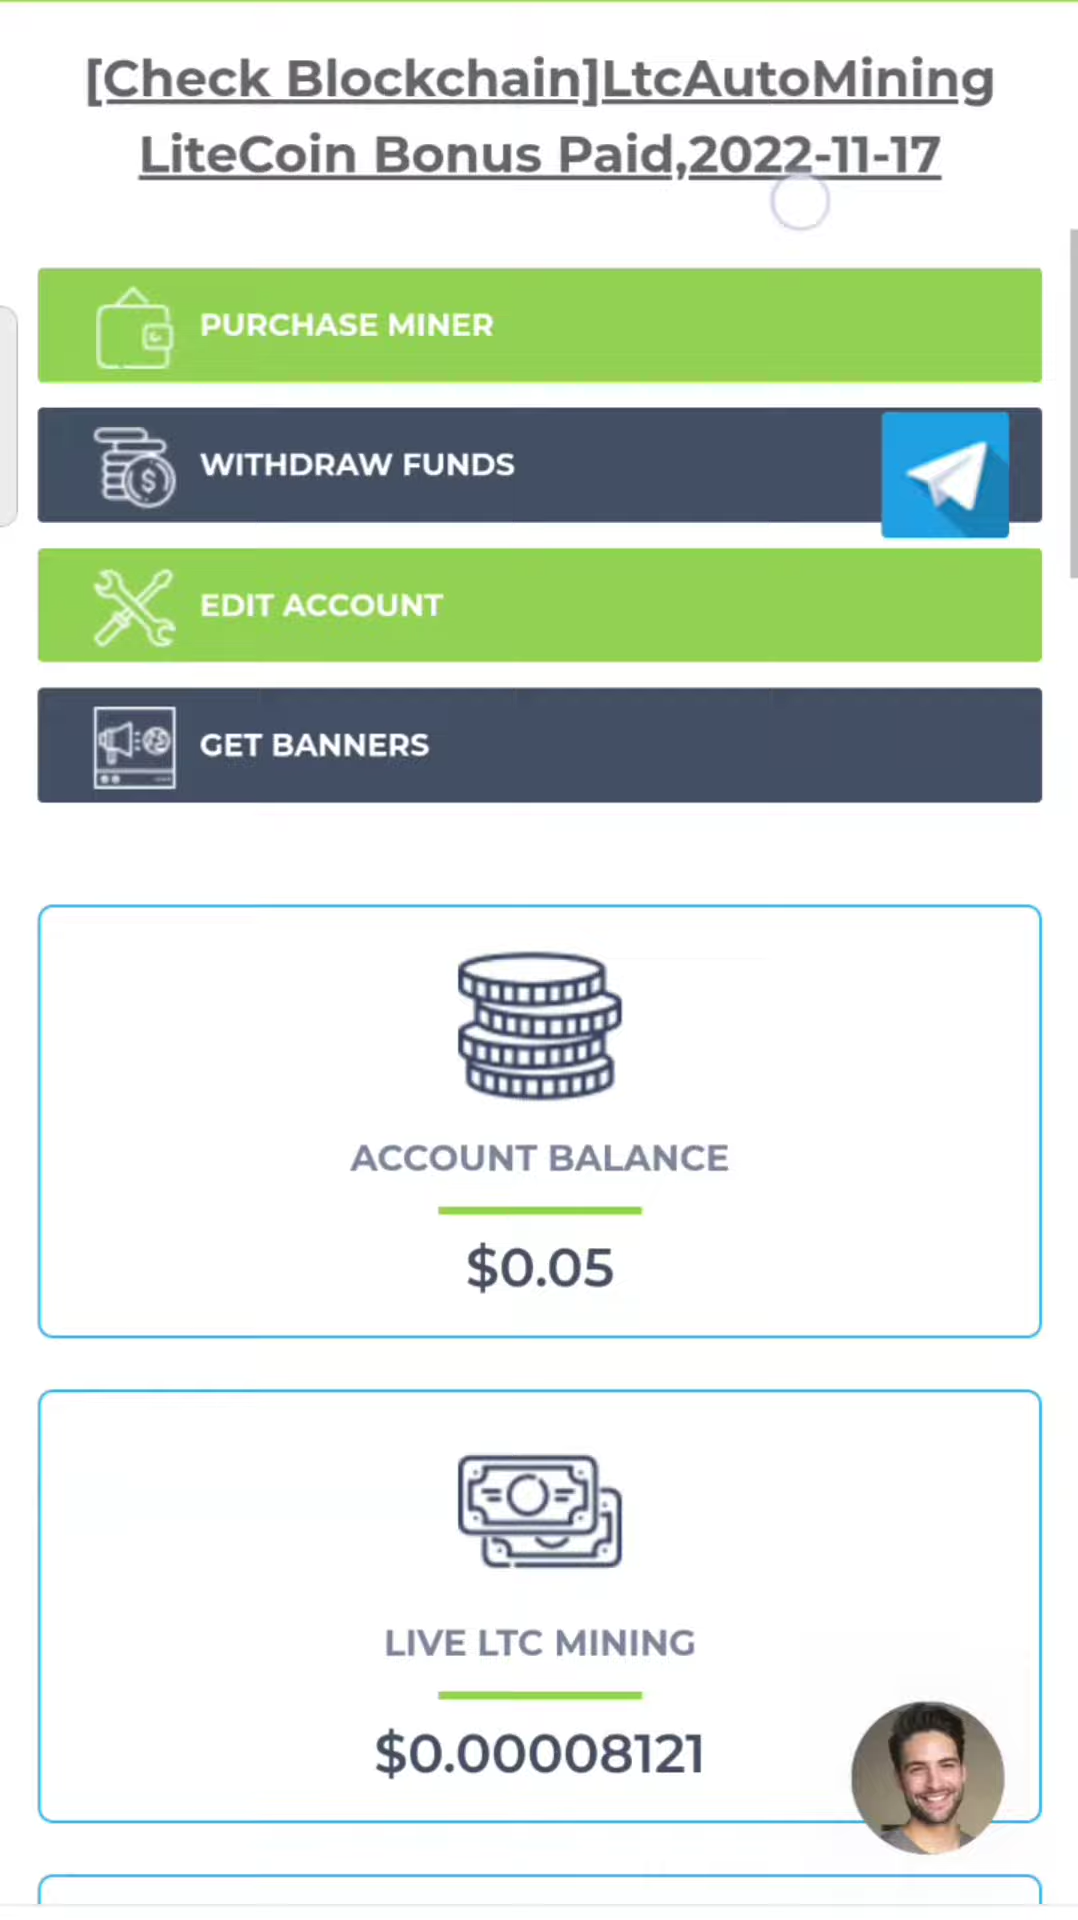 [Check Blockchain]LtcAutoMining
LiteCoin Bonus Paid,2022-11-17
PURCHASE MINER
WITHDRAW FUNDS
EDIT ACCOUNT
GET BANNERS
ACCOUNT BALANCE
$0.05
LIVE LTC MINING
$0.00008121